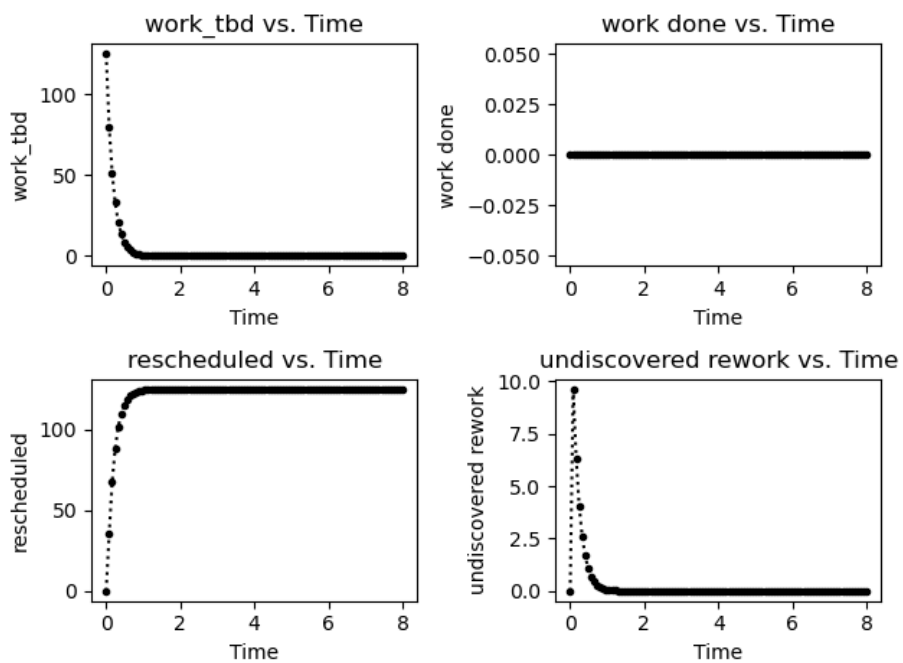 work_tbd vs. Time
work_tbd
100
50
0
0 2 4 6 8
Time
work done vs. Time
work done
0.050
0.025
0.000
−0.025
−0.050
0 2 4 6 8
Time
rescheduled vs. Time
rescheduled
100
50
0
0 2 4 6 8
Time
undiscovered rework vs. Time
undiscovered rework
10.0
7.5
5.0
2.5
0.0
0 2 4 6 8
Time